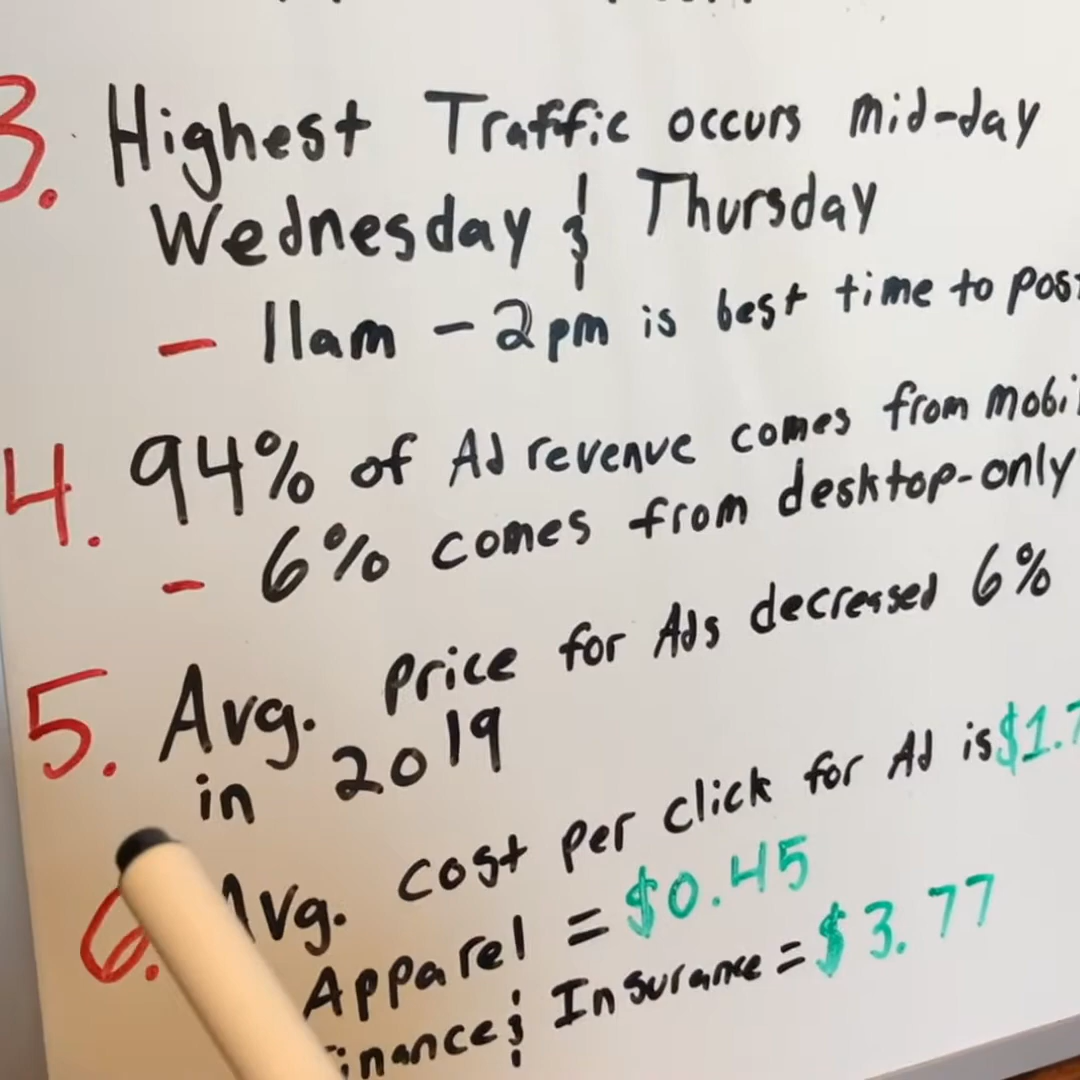 3. Highest Traffic occurs mid-day
Wednesday & Thursday
- 11am - 2pm is best time to post
4. 94% of Ad revenue comes from
- 6% comes from desktop-only
5. Avg. price for Ads decreased 6%
in 2019
6. Avg. cost per click for Ad is
Apparel = $0.45
& Insurance = $3.77